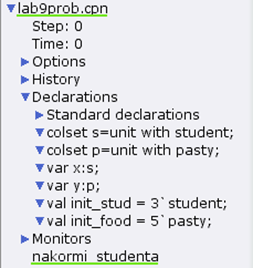 lab9prob.cpn
Step: 0
Time: 0
Options
History
Declarations
Standard declarations
colset s=unit with student;
colset p=unit with pasty;
var x:s;
var y:p;
val init_stud = 3`student;
val init_food = 5`pasty;
Monitors
nakormi_studenta